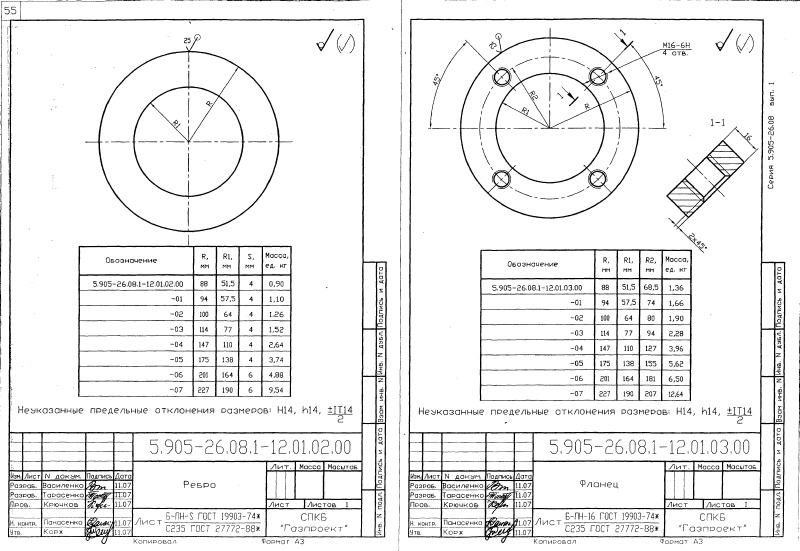 55
25
R1
R
Обозначение R, мм R1, мм S, мм Масса, ед. кг
5.905-26.08.1-12.01.02.00 88 51,5 4 0,90
-01 94 57,5 4 1,10
-02 100 64 4 1.26
-03 114 77 4 1,52
-04 147 110 4 2,64
-05 175 138 4 3,74
-06 201 164 6 4,88
-07 227 190 6 9,54
Неуказанные предельные отклонения размеров: H14, h14, ±IT14/2
5.905-26.08.1-12.01.02.00
Лит. Масса Масштаб
Изм. Лист N докум. Подпись Дата
Разраб. Василенко 11.07
Разраб. Тарасенко 11.07
Пров. Крючков 11.07
Н. контр. Панасенко 11.07
Утв. Корж 11.07
Ребро
Лист Листов 1
Лист Б-ПН-S ГОСТ 19903-74*
С235 ГОСТ 27772-88*
СПКБ
"Газпроект"
Копировал Формат А3
Подпись и дата
Инв. N дубл.
Взам инв. N
Подпись и дата
Инв. N подл.
25
1
М16-6Н
4 отв.
45°
45°
R2
R1
R
1
1-1
16
2х45°
Серия 5.905-26.08 вып. 1
Обозначение R, мм R1, мм R2, мм Масса, ед. кг
5.905-26.08.1-12.01.03.00 88 51,5 68,5 1,36
-01 94 57,5 74 1,66
-02 100 64 80 1,90
-03 114 77 94 2,28
-04 147 110 127 3,96
-05 175 138 155 5,62
-06 201 164 181 6,50
-07 227 190 207 12,64
Неуказанные предельные отклонения размеров: H14, h14, ±IT14/2
5.905-26.08.1-12.01.03.00
Лит. Масса Масштаб
Изм. Лист N докум. Подпись Дата
Разраб. Василенко 11.07
Разраб. Тарасенко 11.07
Пров. Крючков 11.07
Н. контр. Панасенко 11.07
Утв. Корж 11.07
Фланец
Лист Листов 1
Лист Б-ПН-16 ГОСТ 19903-74*
С235 ГОСТ 27772-88*
СПКБ
"Газпроект"
Копировал Формат А3
Подпись и дата
Инв. N дубл.
Взам инв. N
Подпись и дата
Инв. N подл.